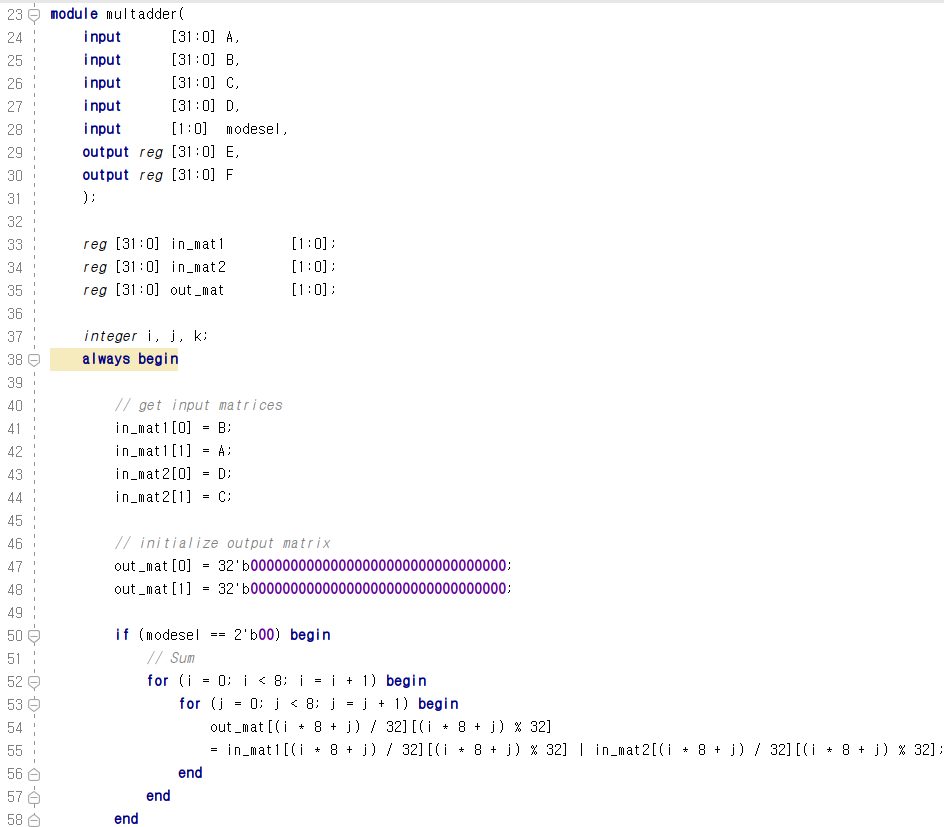 23 module multadder(
24     input      [31:0] A,
25     input      [31:0] B,
26     input      [31:0] C,
27     input      [31:0] D,
28     input      [1:0]  modesel,
29     output reg [31:0] E,
30     output reg [31:0] F
31     );
32
33     reg [31:0] in_mat1        [1:0];
34     reg [31:0] in_mat2        [1:0];
35     reg [31:0] out_mat        [1:0];
36
37     integer i, j, k;
38     always begin
39
40         // get input matrices
41         in_mat1[0] = B;
42         in_mat1[1] = A;
43         in_mat2[0] = D;
44         in_mat2[1] = C;
45
46         // initialize output matrix
47         out_mat[0] = 32'b00000000000000000000000000000000;
48         out_mat[1] = 32'b00000000000000000000000000000000;
49
50         if (modesel == 2'b00) begin
51             // Sum
52             for (i = 0; i < 8; i = i + 1) begin
53                 for (j = 0; j < 8; j = j + 1) begin
54                     out_mat[(i * 8 + j) / 32][(i * 8 + j) % 32]
55                     = in_mat1[(i * 8 + j) / 32][(i * 8 + j) % 32] | in_mat2[(i * 8 + j) / 32][(i * 8 + j) % 32];
56                 end
57             end
58         end